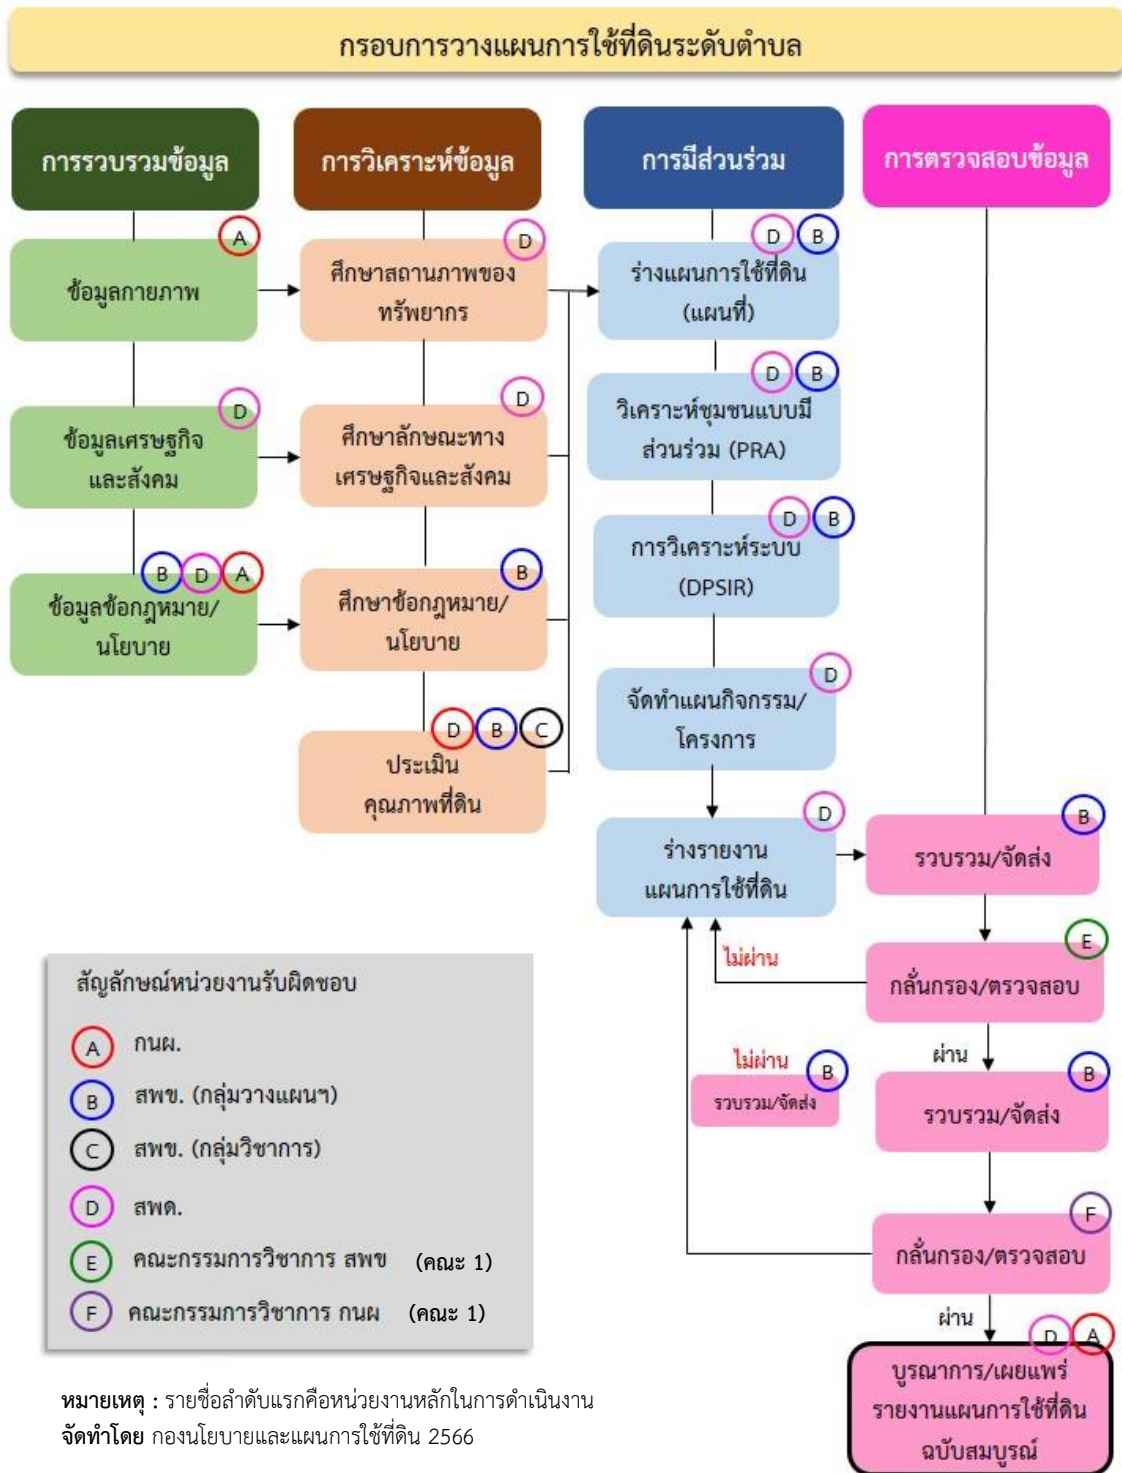 กรอบการวางแผนการใช้ที่ดินระดับตำบล
การรวบรวมข้อมูล
A
ข้อมูลกายภาพ
D
ข้อมูลเศรษฐกิจ
และสังคม
B D A
ข้อมูลข้อกฎหมาย/
นโยบาย
การวิเคราะห์ข้อมูล
D
ศึกษาสถานภาพของ
ทรัพยากร
D
ศึกษาลักษณะทาง
เศรษฐกิจและสังคม
B
ศึกษาข้อกฎหมาย/
นโยบาย
D B C
ประเมิน
คุณภาพที่ดิน
การมีส่วนร่วม
D B
ร่างแผนการใช้ที่ดิน
(แผนที่)
D B
วิเคราะห์ชุมชนแบบมี
ส่วนร่วม (PRA)
D B
การวิเคราะห์ระบบ
(DPSIR)
D
จัดทำแผนกิจกรรม/
โครงการ
D
ร่างรายงาน
แผนการใช้ที่ดิน
การตรวจสอบข้อมูล
B
รวบรวม/จัดส่ง
E
กลั่นกรอง/ตรวจสอบ
ไม่ผ่าน
ผ่าน
B
รวบรวม/จัดส่ง
F
กลั่นกรอง/ตรวจสอบ
ไม่ผ่าน
B
รวบรวม/จัดส่ง
ผ่าน
D A
บูรณาการ/เผยแพร่
รายงานแผนการใช้ที่ดิน
ฉบับสมบูรณ์
สัญลักษณ์หน่วยงานรับผิดชอบ
A กนผ.
B สพข. (กลุ่มวางแผนฯ)
C สพข. (กลุ่มวิชาการ)
D สพด.
E คณะกรรมการวิชาการ สพข (คณะ 1)
F คณะกรรมการวิชาการ กนผ (คณะ 1)
หมายเหตุ : รายชื่อลำดับแรกคือหน่วยงานหลักในการดำเนินงาน
จัดทำโดย กองนโยบายและแผนการใช้ที่ดิน 2566